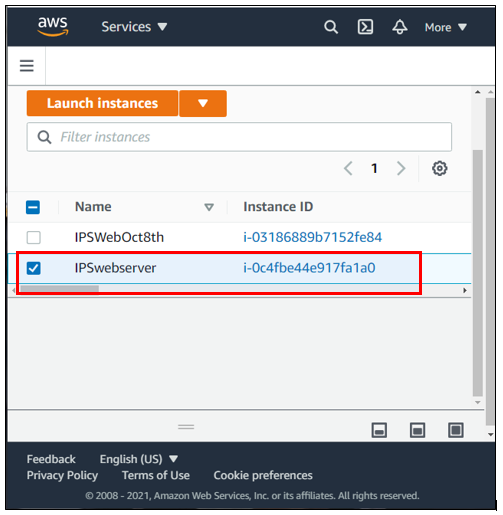 aws Services More
Launch instances
Filter instances
1
Name Instance ID
IPSWebOct8th i-03186889b7152fe84
IPSwebserver i-0c4fbe44e917fa1a0
Feedback English (US)
Privacy Policy Terms of Use Cookie preferences
© 2008 - 2021, Amazon Web Services, Inc. or its affiliates. All rights reserved.